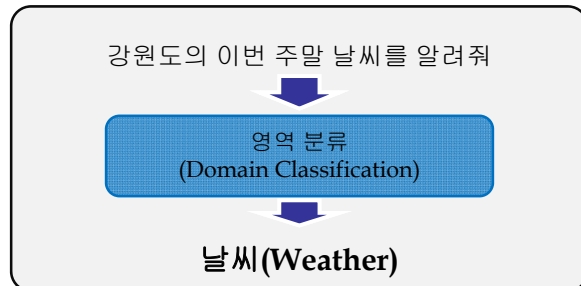 강원도의 이번 주말 날씨를 알려줘
영역 분류
(Domain Classification)
날씨(Weather)